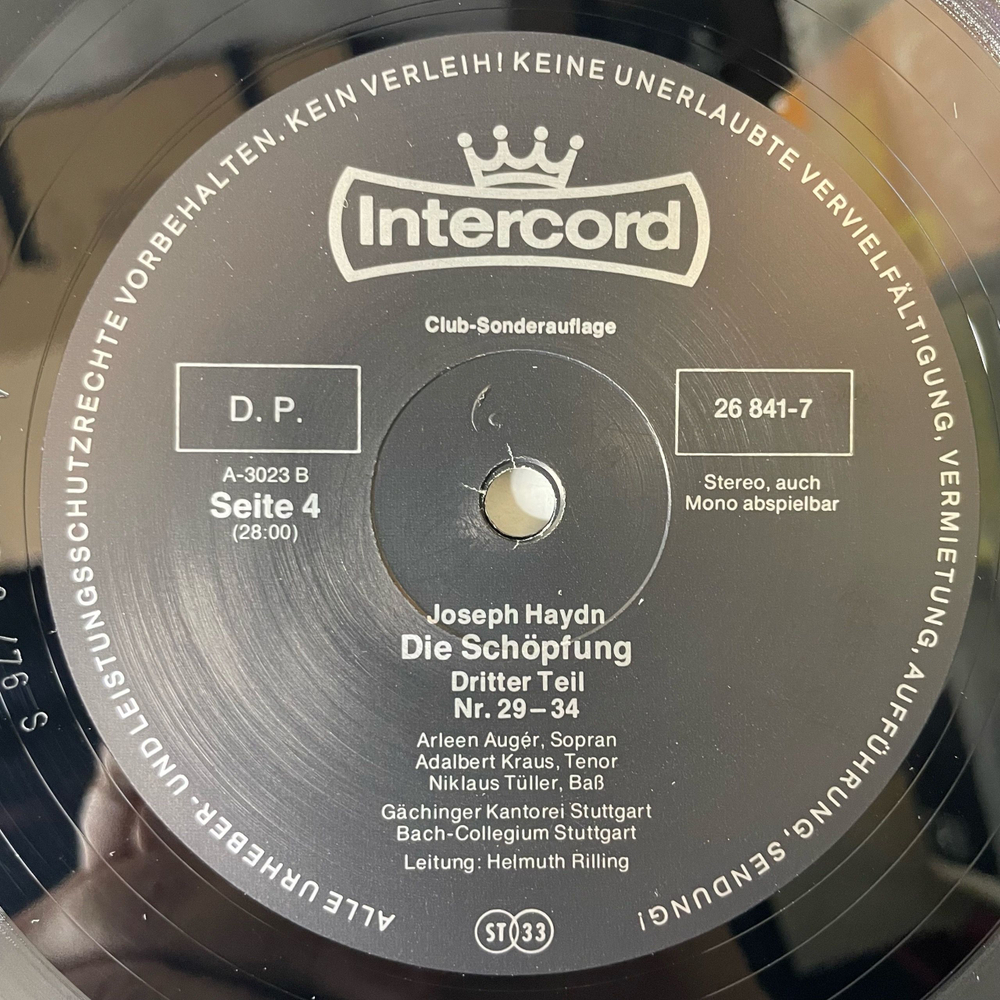 ALLE URHEBER- UND LEISTUNGSSCHUTZRECHTE VORBEHALTEN. KEIN VERLEIH! KEINE UNERLAUBTE VERVIELFÄLTIGUNG, VERMIETUNG, AUFFÜHRUNG, SENDUNG!
Intercord
Club-Sonderauflage
D. P.
26 841-7
A-3023 B
Seite 4
(28:00)
Stereo, auch
Mono abspielbar
Joseph Haydn
Die Schöpfung
Dritter Teil
Nr. 29–34
Arleen Augér, Sopran
Adalbert Kraus, Tenor
Niklaus Tüller, Baß
Gächinger Kantorei Stuttgart
Bach-Collegium Stuttgart
Leitung: Helmuth Rilling
ST 33